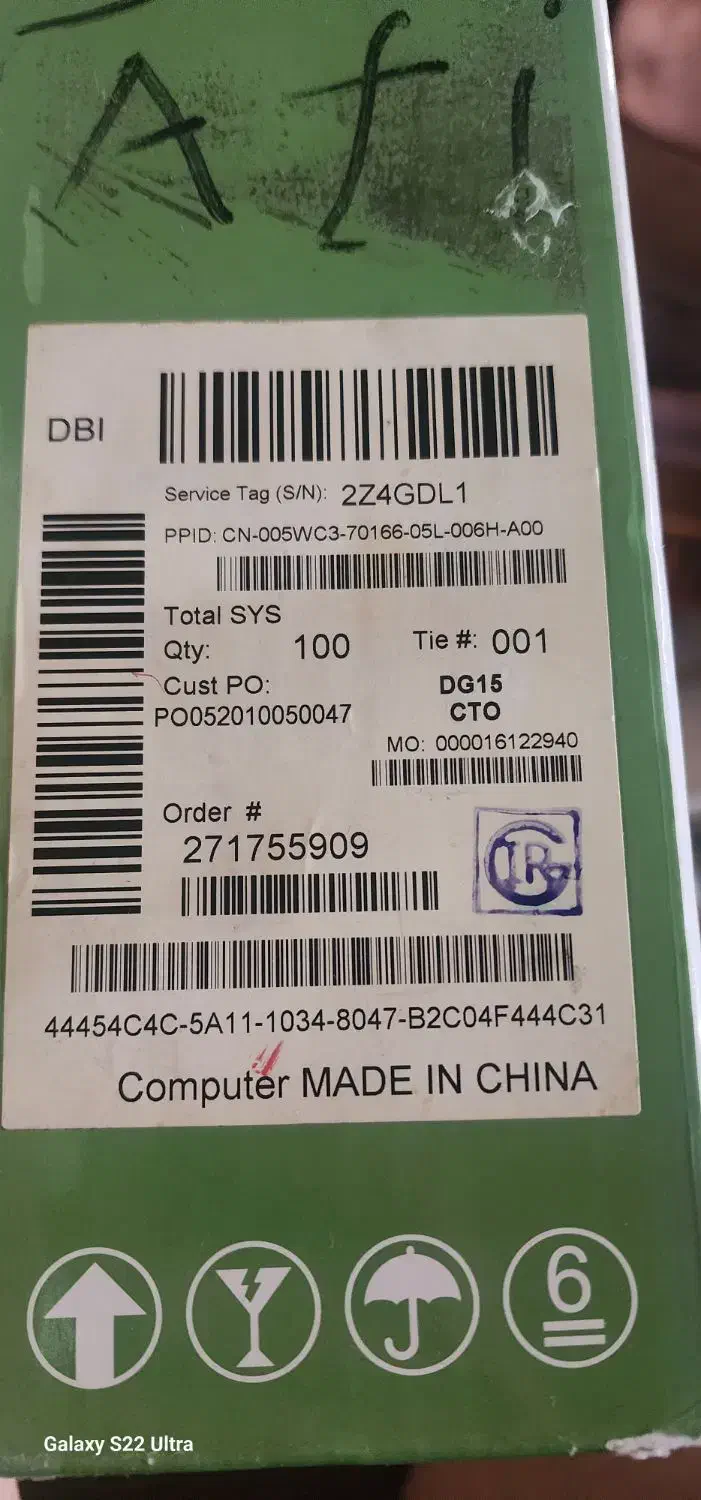 Afi
DBI
Service Tag (S/N): 2Z4GDL1
PPID: CN-005WC3-70166-05L-006H-A00
Total SYS
Qty: 100 Tie #: 001
Cust PO: DG15
PO052010050047 CTO
MO: 000016122940
Order #
271755909
44454C4C-5A11-1034-8047-B2C04F444C31
Computer MADE IN CHINA
6
Galaxy S22 Ultra